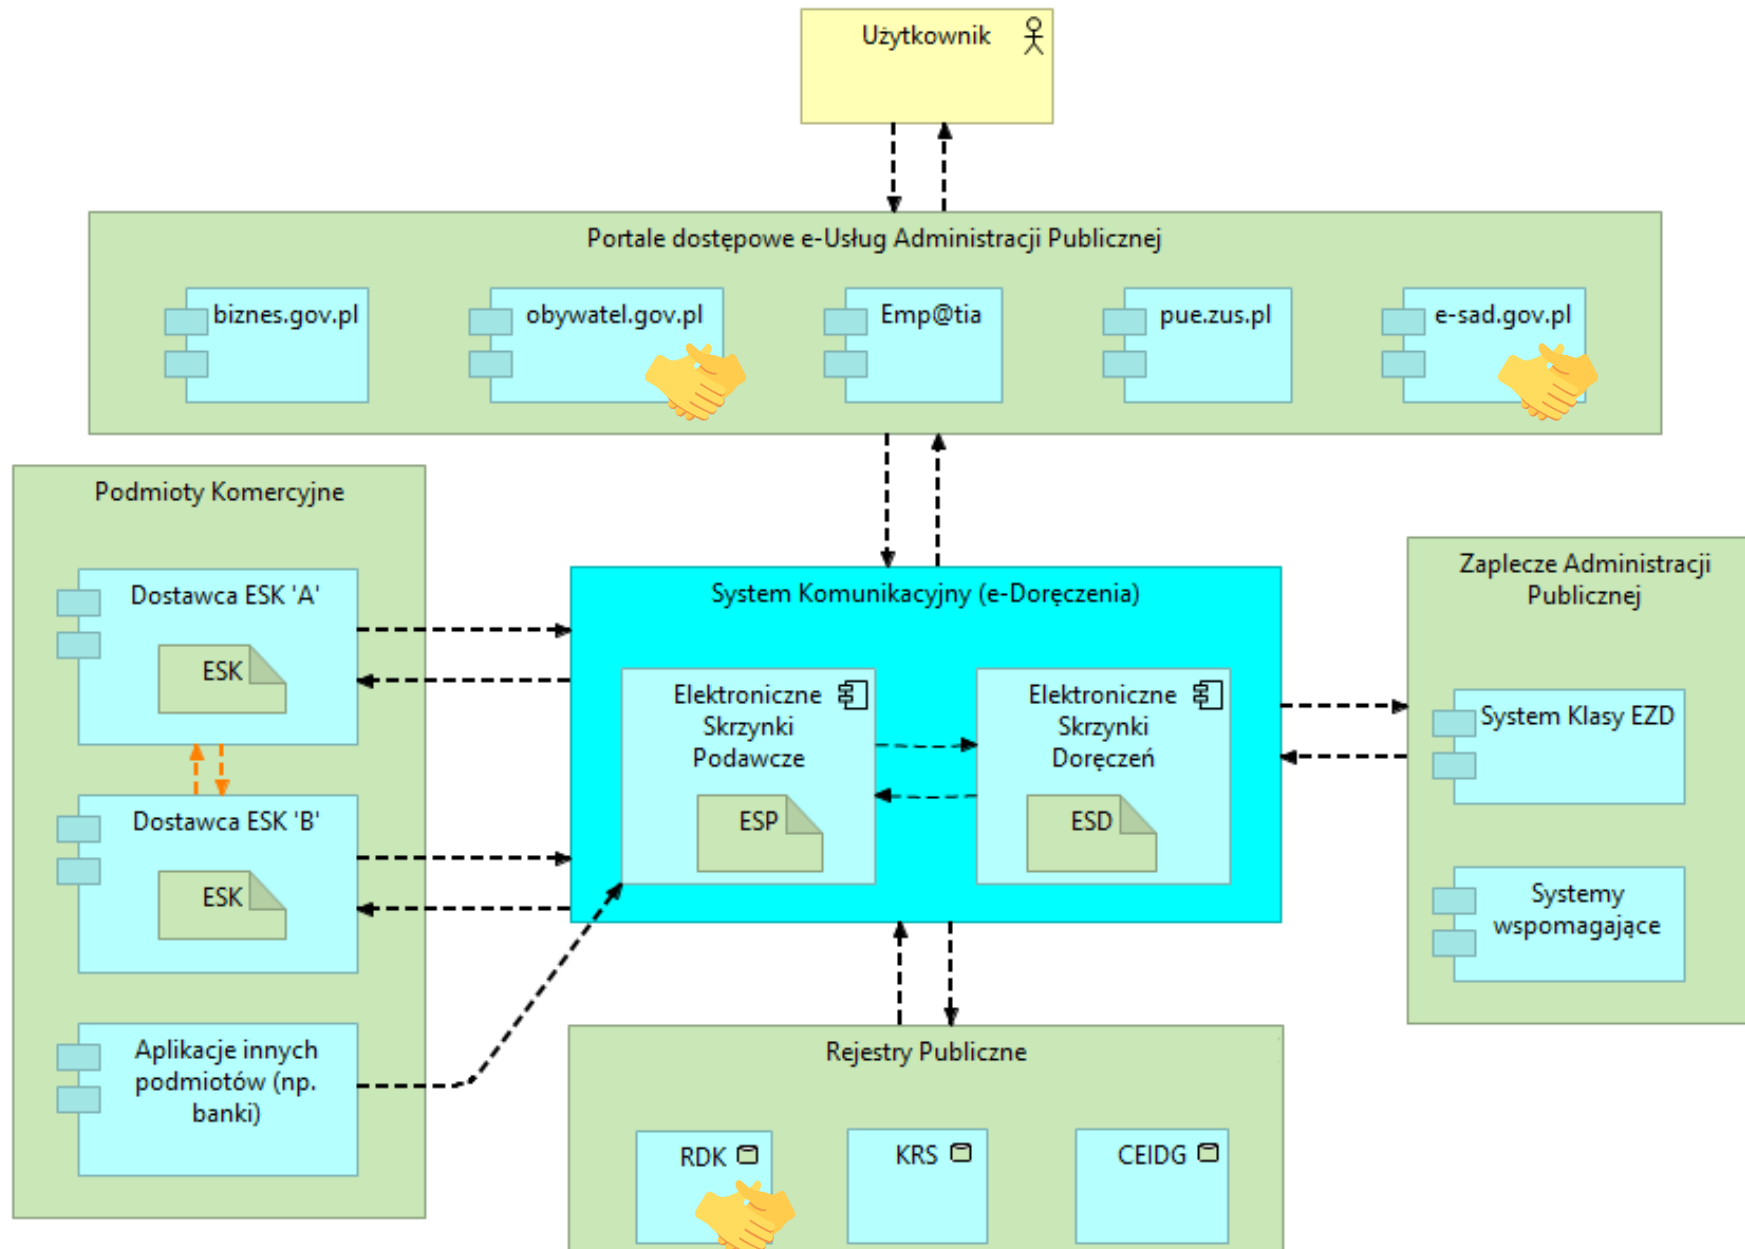 Użytkownik
Portale dostępowe e-Usług Administracji Publicznej
biznes.gov.pl
obywatel.gov.pl
Emp@tia
pue.zus.pl
e-sad.gov.pl
Podmioty Komercyjne
Dostawca ESK 'A'
ESK
Dostawca ESK 'B'
ESK
Aplikacje innych
podmiotów (np.
banki)
System Komunikacyjny (e-Doręczenia)
Elektroniczne
Skrzynki
Podawcze
ESP
Elektroniczne
Skrzynki
Doręczeń
ESD
Zaplecze Administracji
Publicznej
System Klasy EZD
Systemy
wspomagające
Rejestry Publiczne
RDK
KRS
CEIDG